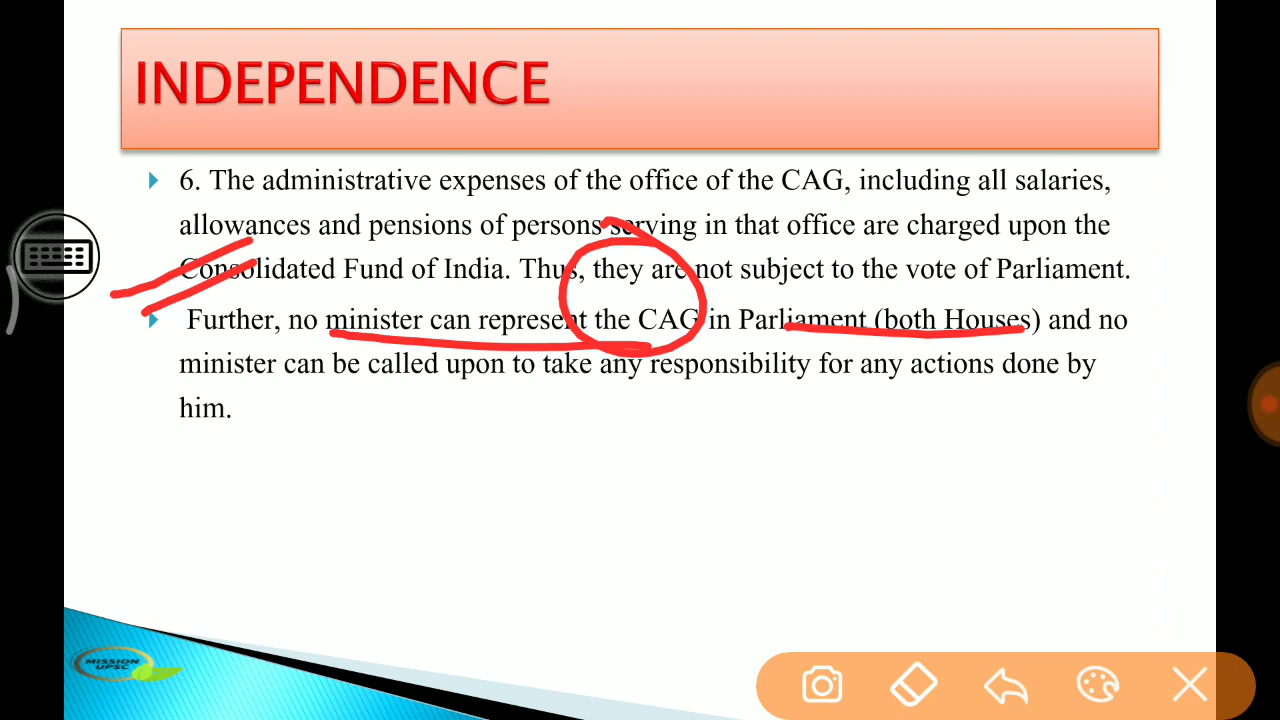 INDEPENDENCE
6. The administrative expenses of the office of the CAG, including all salaries,
allowances and pensions of persons serving in that office are charged upon the
Consolidated Fund of India. Thus, they are not subject to the vote of Parliament.
Further, no minister can represent the CAG in Parliament (both Houses) and no
minister can be called upon to take any responsibility for any actions done by
him.
MISSION
UPSC